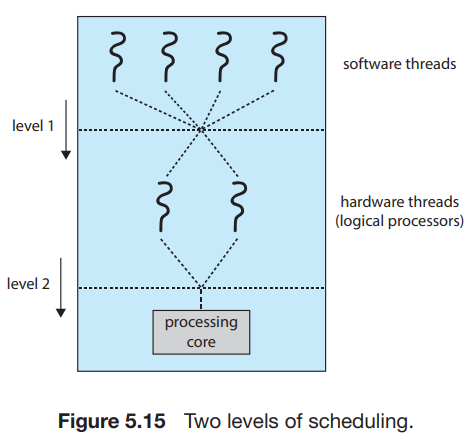 software threads
level 1
hardware threads
(logical processors)
level 2
processing
core
Figure 5.15 Two levels of scheduling.